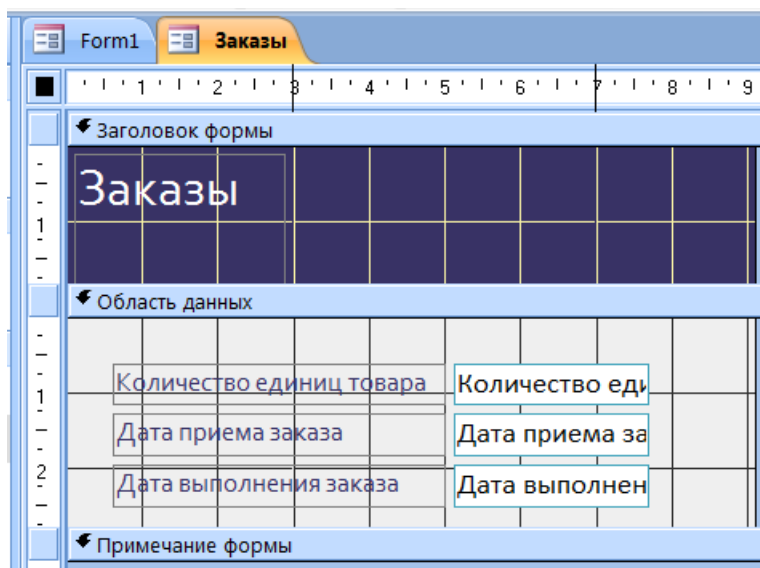 Form1 Заказы
1 2 3 4 5 6 7 8 9
Заголовок формы
Заказы
1
Область данных
Количество единиц товара Количество еди
1
Дата приема заказа Дата приема за
2
Дата выполнения заказа Дата выполнен
Примечание формы